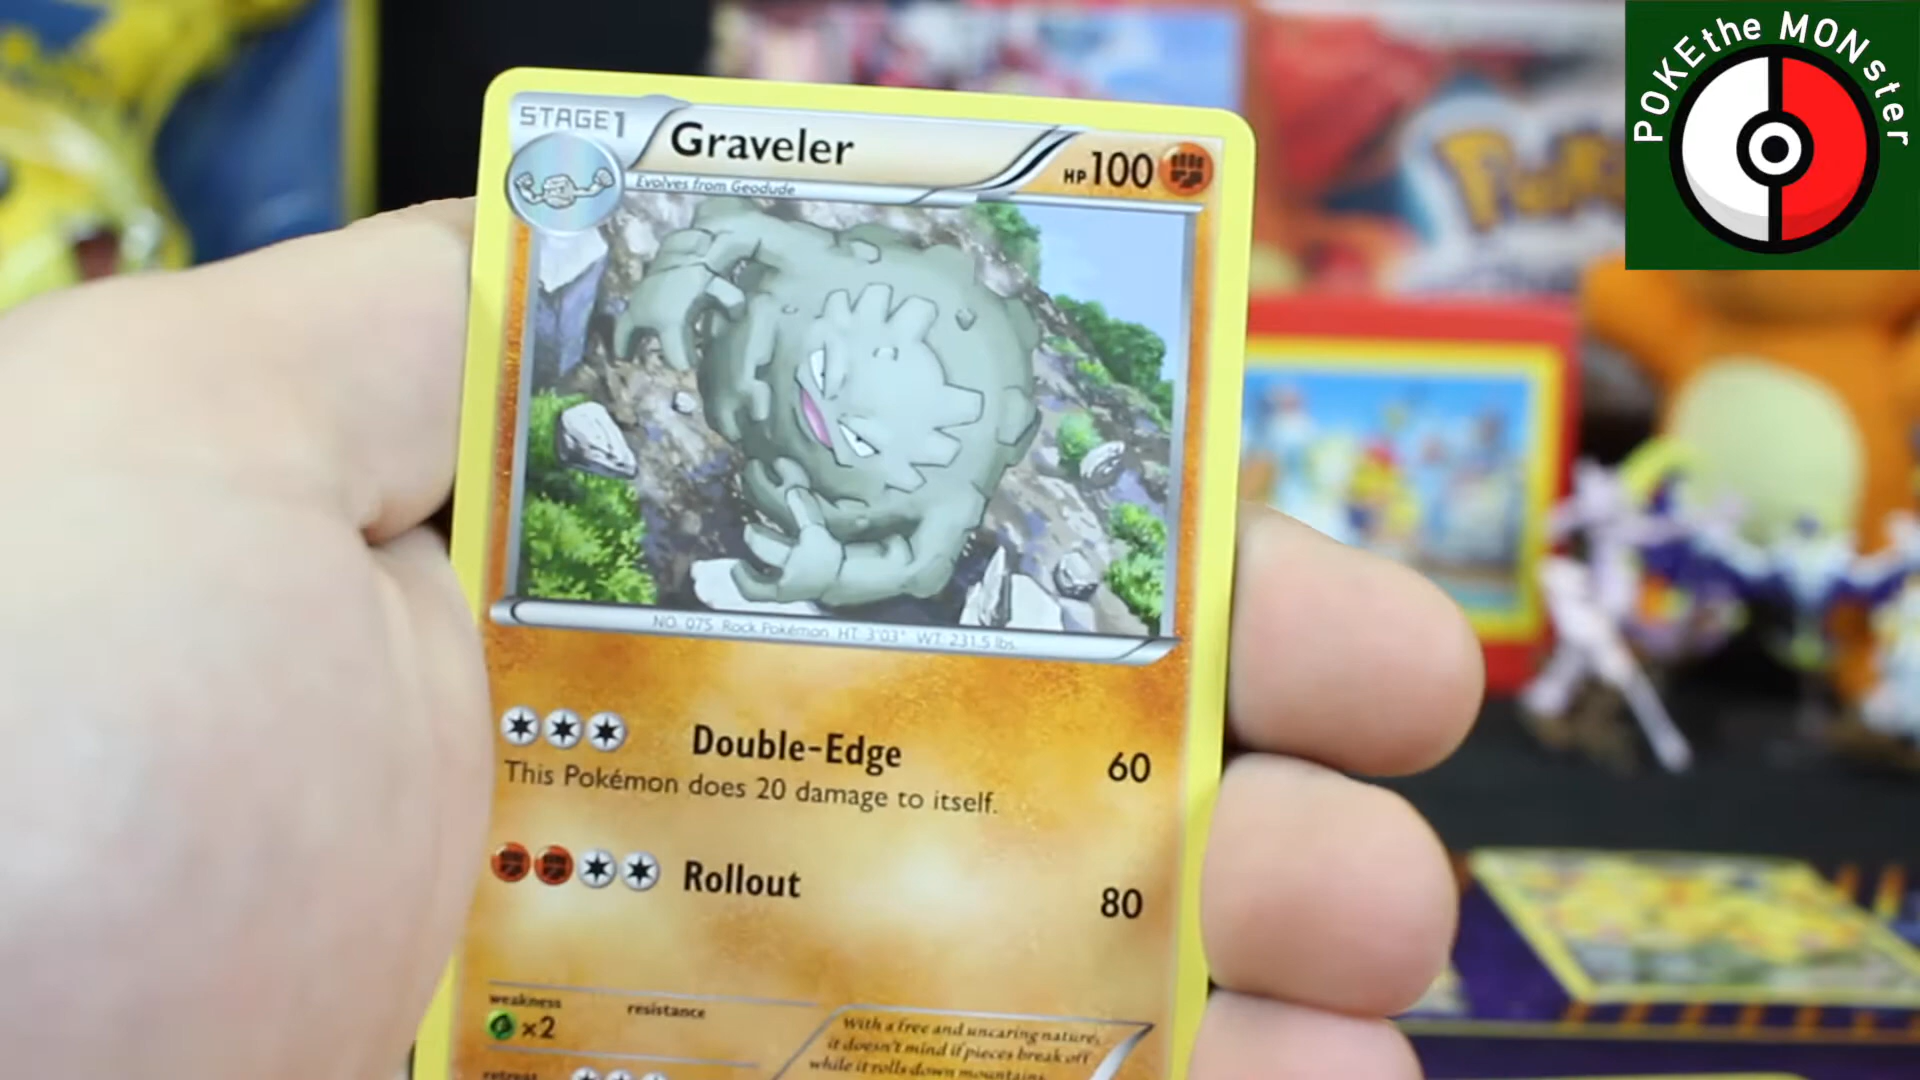 POKEthe MONster
STAGE1
Graveler
HP100
Evolves from Geodude
NO. 075 Rock Pokémon HT. 3'03" WT. 231.5 lbs.
Double-Edge 60
This Pokémon does 20 damage to itself.
Rollout 80
weakness
resistance
x2
With a free and uncaring nature,
it doesn't mind if pieces break off
while it rolls down mountains.
retreat